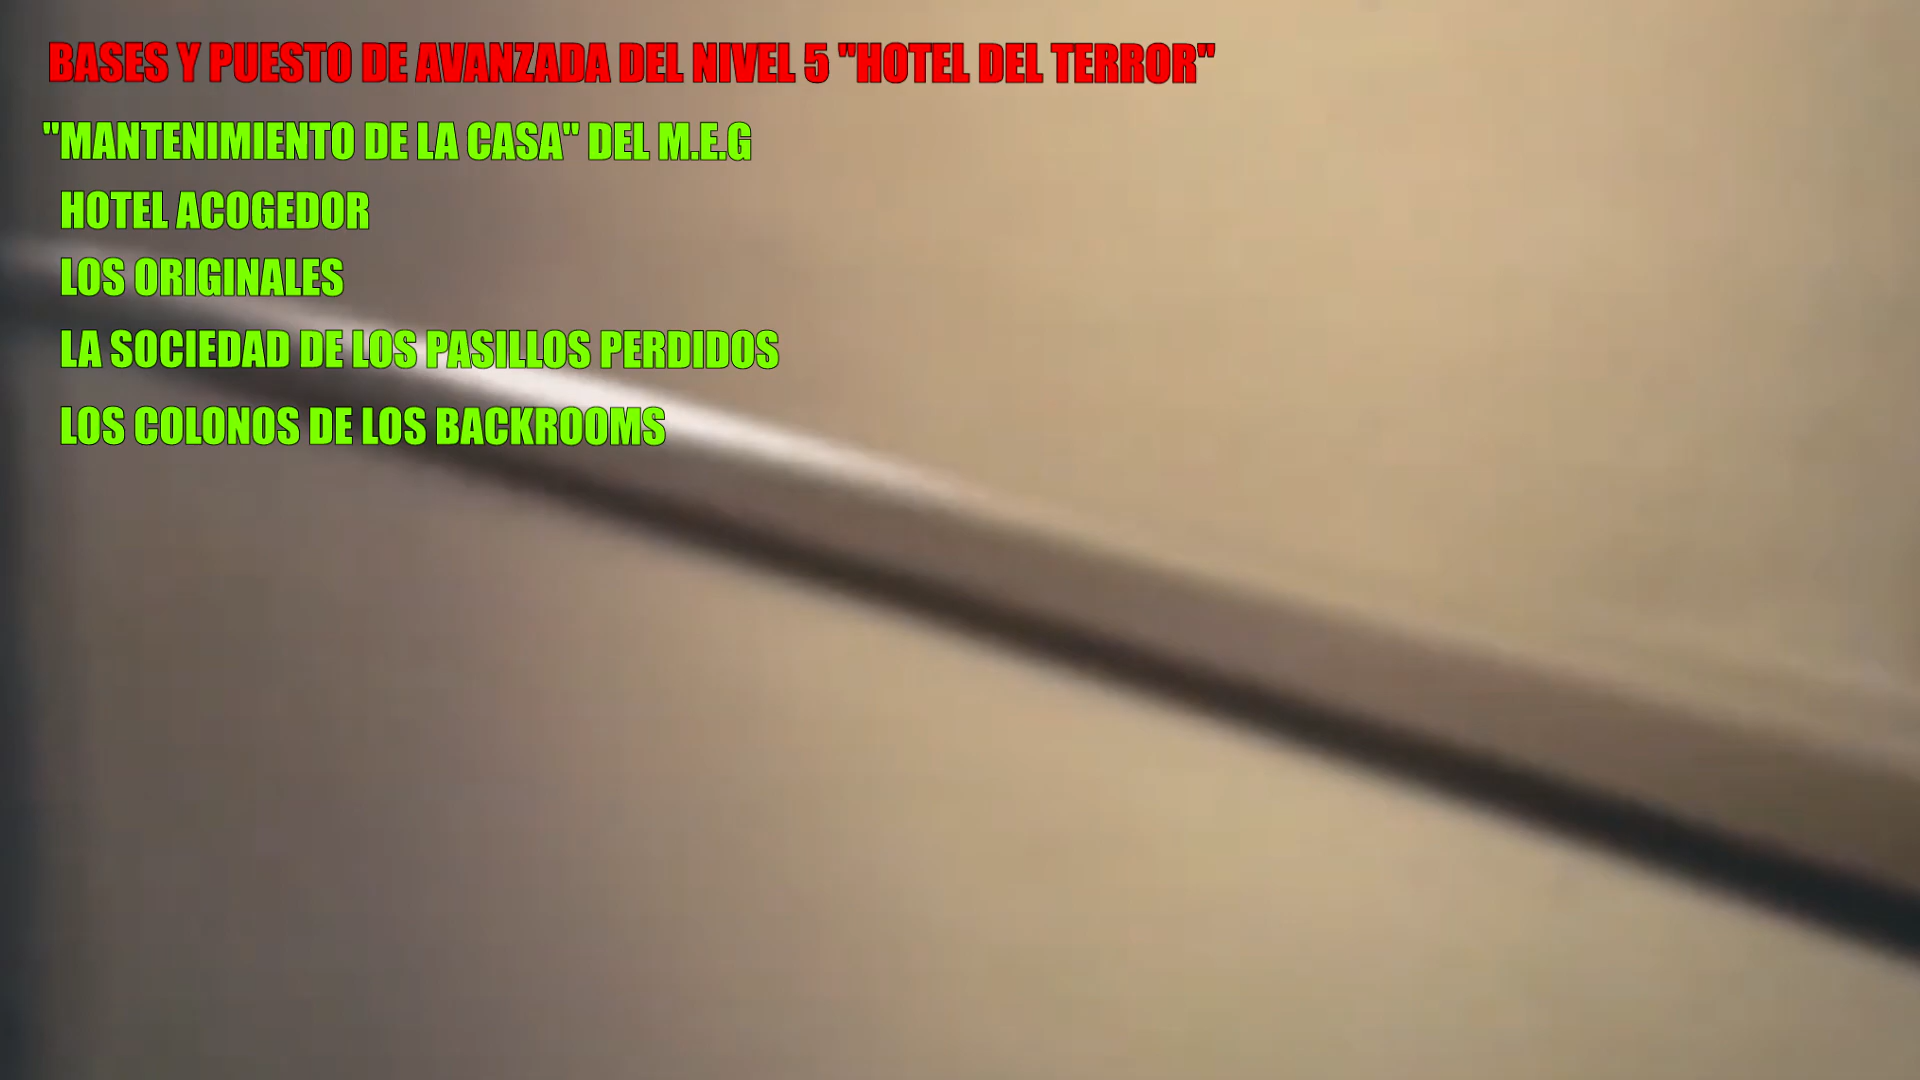 BASES Y PUESTO DE AVANZADA DEL NIVEL 5 "HOTEL DEL TERROR"
"MANTENIMIENTO DE LA CASA" DEL M.E.G
HOTEL ACOGEDOR
LOS ORIGINALES
LA SOCIEDAD DE LOS PASILLOS PERDIDOS
LOS COLONOS DE LOS BACKROOMS